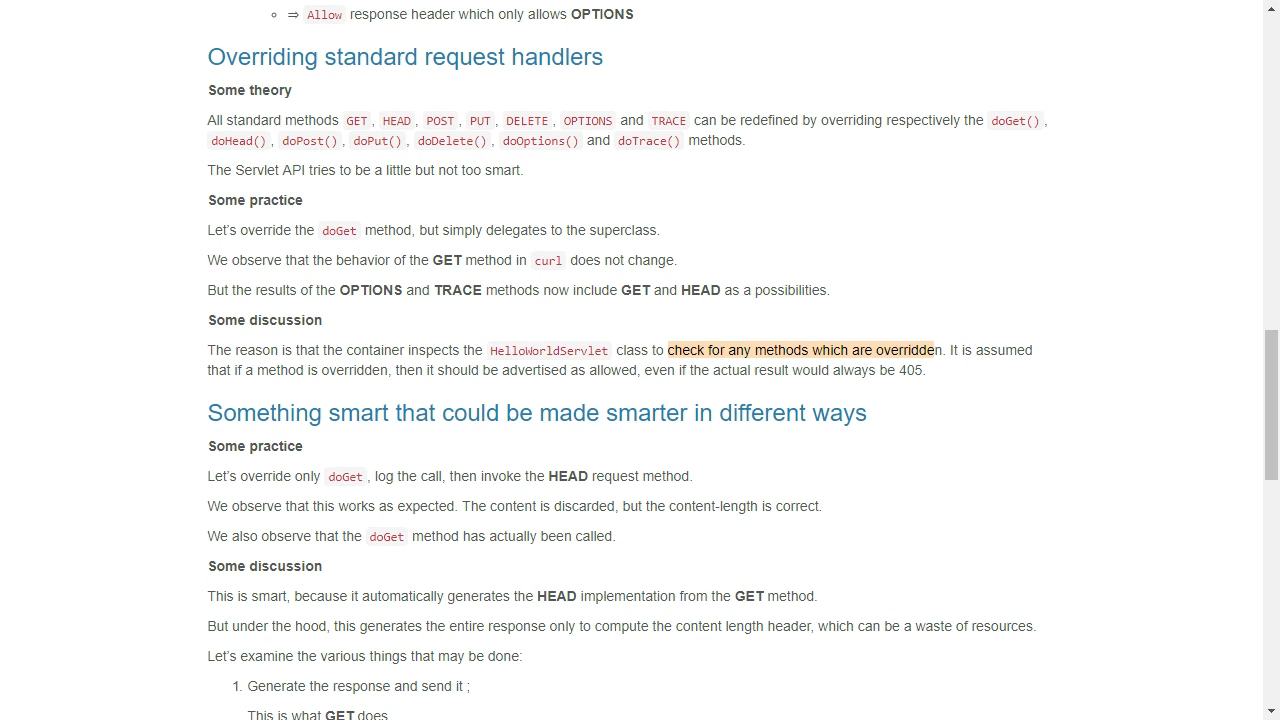 ⇒ Allow response header which only allows OPTIONS
Overriding standard request handlers
Some theory
All standard methods GET, HEAD, POST, PUT, DELETE, OPTIONS and TRACE can be redefined by overriding respectively the doGet(),
doHead(), doPost(), doPut(), doDelete(), doOptions() and doTrace() methods.
The Servlet API tries to be a little but not too smart.
Some practice
Let's override the doGet method, but simply delegates to the superclass.
We observe that the behavior of the GET method in curl does not change.
But the results of the OPTIONS and TRACE methods now include GET and HEAD as a possibilities.
Some discussion
The reason is that the container inspects the HelloWorldServlet class to check for any methods which are overridden. It is assumed
that if a method is overridden, then it should be advertised as allowed, even if the actual result would always be 405.
Something smart that could be made smarter in different ways
Some practice
Let's override only doGet, log the call, then invoke the HEAD request method.
We observe that this works as expected. The content is discarded, but the content-length is correct.
We also observe that the doGet method has actually been called.
Some discussion
This is smart, because it automatically generates the HEAD implementation from the GET method.
But under the hood, this generates the entire response only to compute the content length header, which can be a waste of resources.
Let's examine the various things that may be done:
1. Generate the response and send it ;
This is what GET does